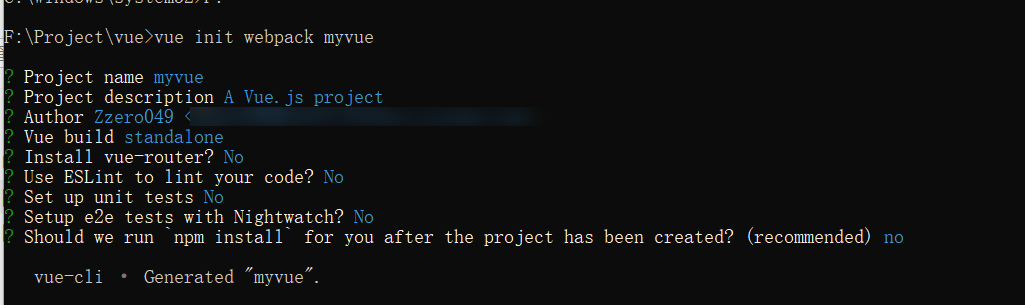 F:\Project\vue>vue init webpack myvue
? Project name myvue
? Project description A Vue.js project
? Author Zzero049 <
? Vue build standalone
? Install vue-router? No
? Use ESLint to lint your code? No
? Set up unit tests No
? Setup e2e tests with Nightwatch? No
? Should we run `npm install` for you after the project has been created? (recommended) no
vue-cli · Generated "myvue".